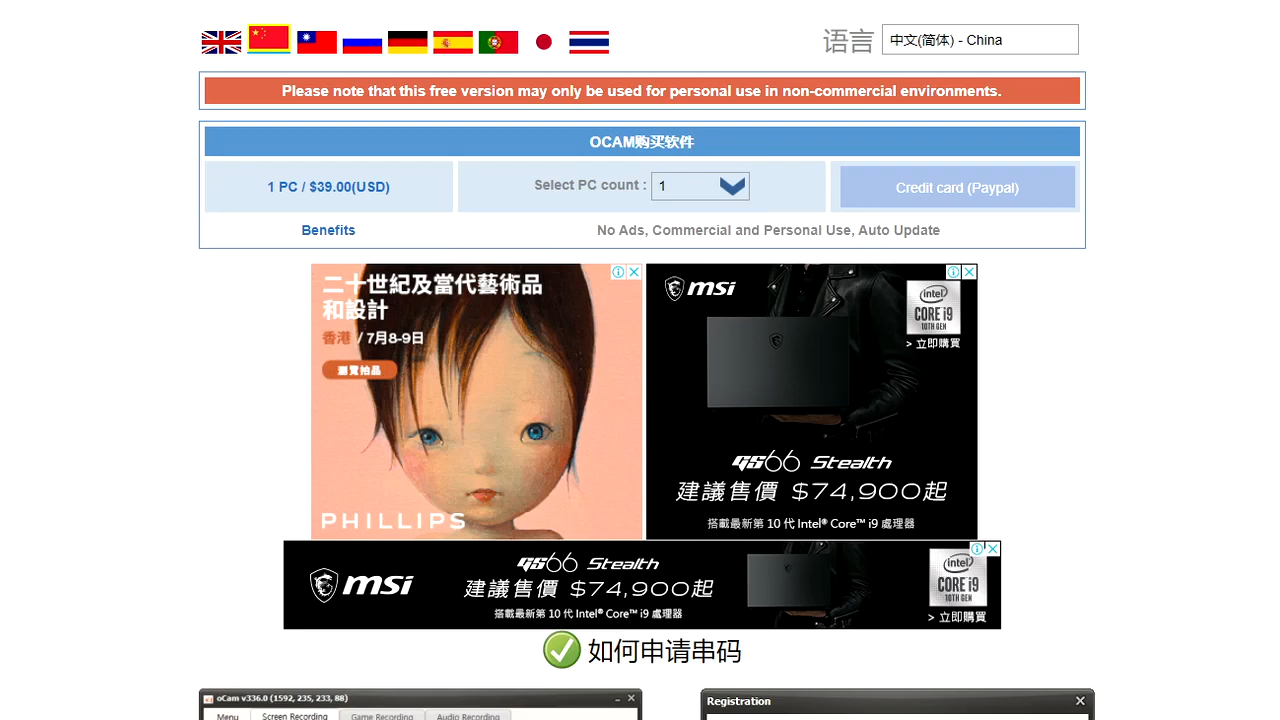 语言
中文(简体) - China
Please note that this free version may only be used for personal use in non-commercial environments.
OCAM购买软件
1 PC / $39.00(USD)
Select PC count :
1
Credit card (Paypal)
Benefits
No Ads, Commercial and Personal Use, Auto Update
二十世紀及當代藝術品
和設計
香港 / 7月8-9日
瀏覽拍品
PHILLIPS
msi
intel
CORE i9
10TH GEN
> 立即購買
GS66 Stealth
建議售價 $74,900起
搭載最新第 10 代 Intel® Core™ i9 處理器
msi
GS66 Stealth
建議售價 $74,900起
搭載最新第 10 代 Intel® Core™ i9 處理器
intel
CORE i9
10TH GEN
> 立即購買
如何申请串码
oCam v336.0 (1592, 235, 233, 88)
Menu
Screen Recording
Game Recording
Audio Recording
Registration